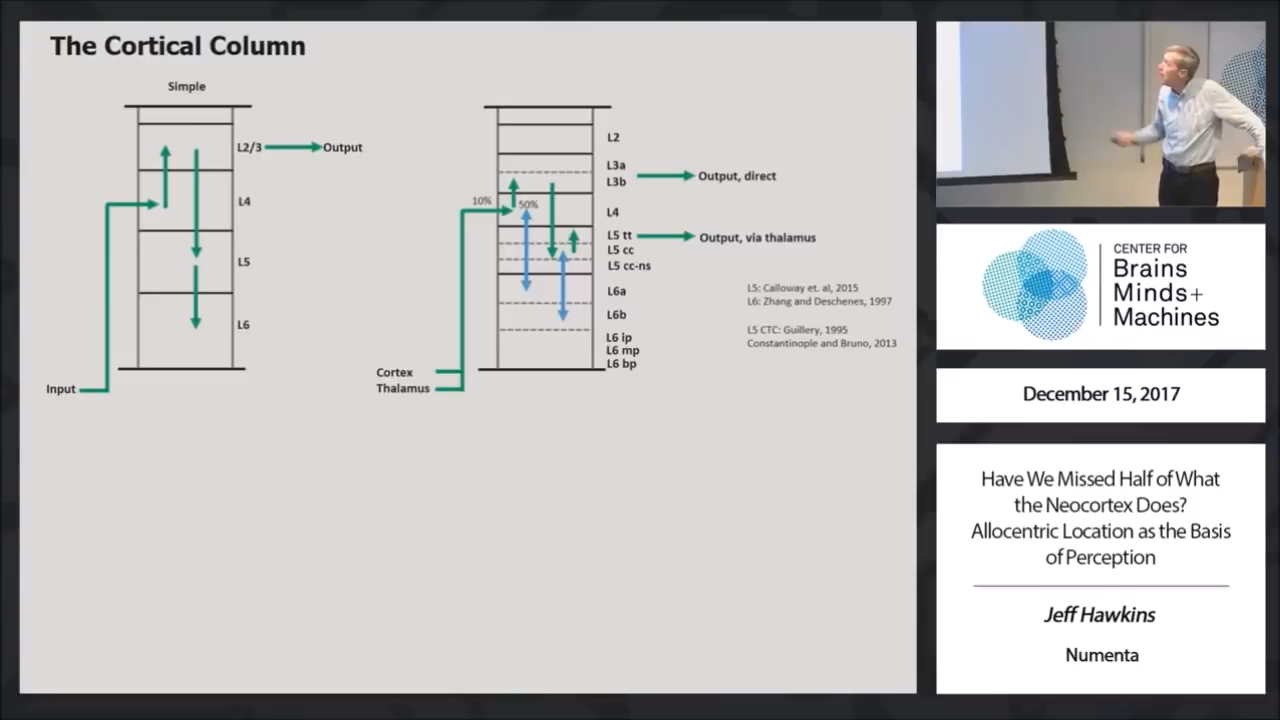 The Cortical Column
Simple
L2/3
Output
L4
L5
L6
Input
L2
L3a
L3b
Output, direct
10%
50%
L4
L5 tt
Output, via thalamus
L5 cc
L5 cc-ns
L6a
L6b
L6 ip
L6 mp
L6 bp
Cortex
Thalamus
L5: Calloway et. al, 2015
L6: Zhang and Deschenes, 1997
L5 CTC: Guillery, 1995
Constantinople and Bruno, 2013
CENTER FOR
Brains
Minds+
Machines
December 15, 2017
Have We Missed Half of What
the Neocortex Does?
Allocentric Location as the Basis
of Perception
Jeff Hawkins
Numenta